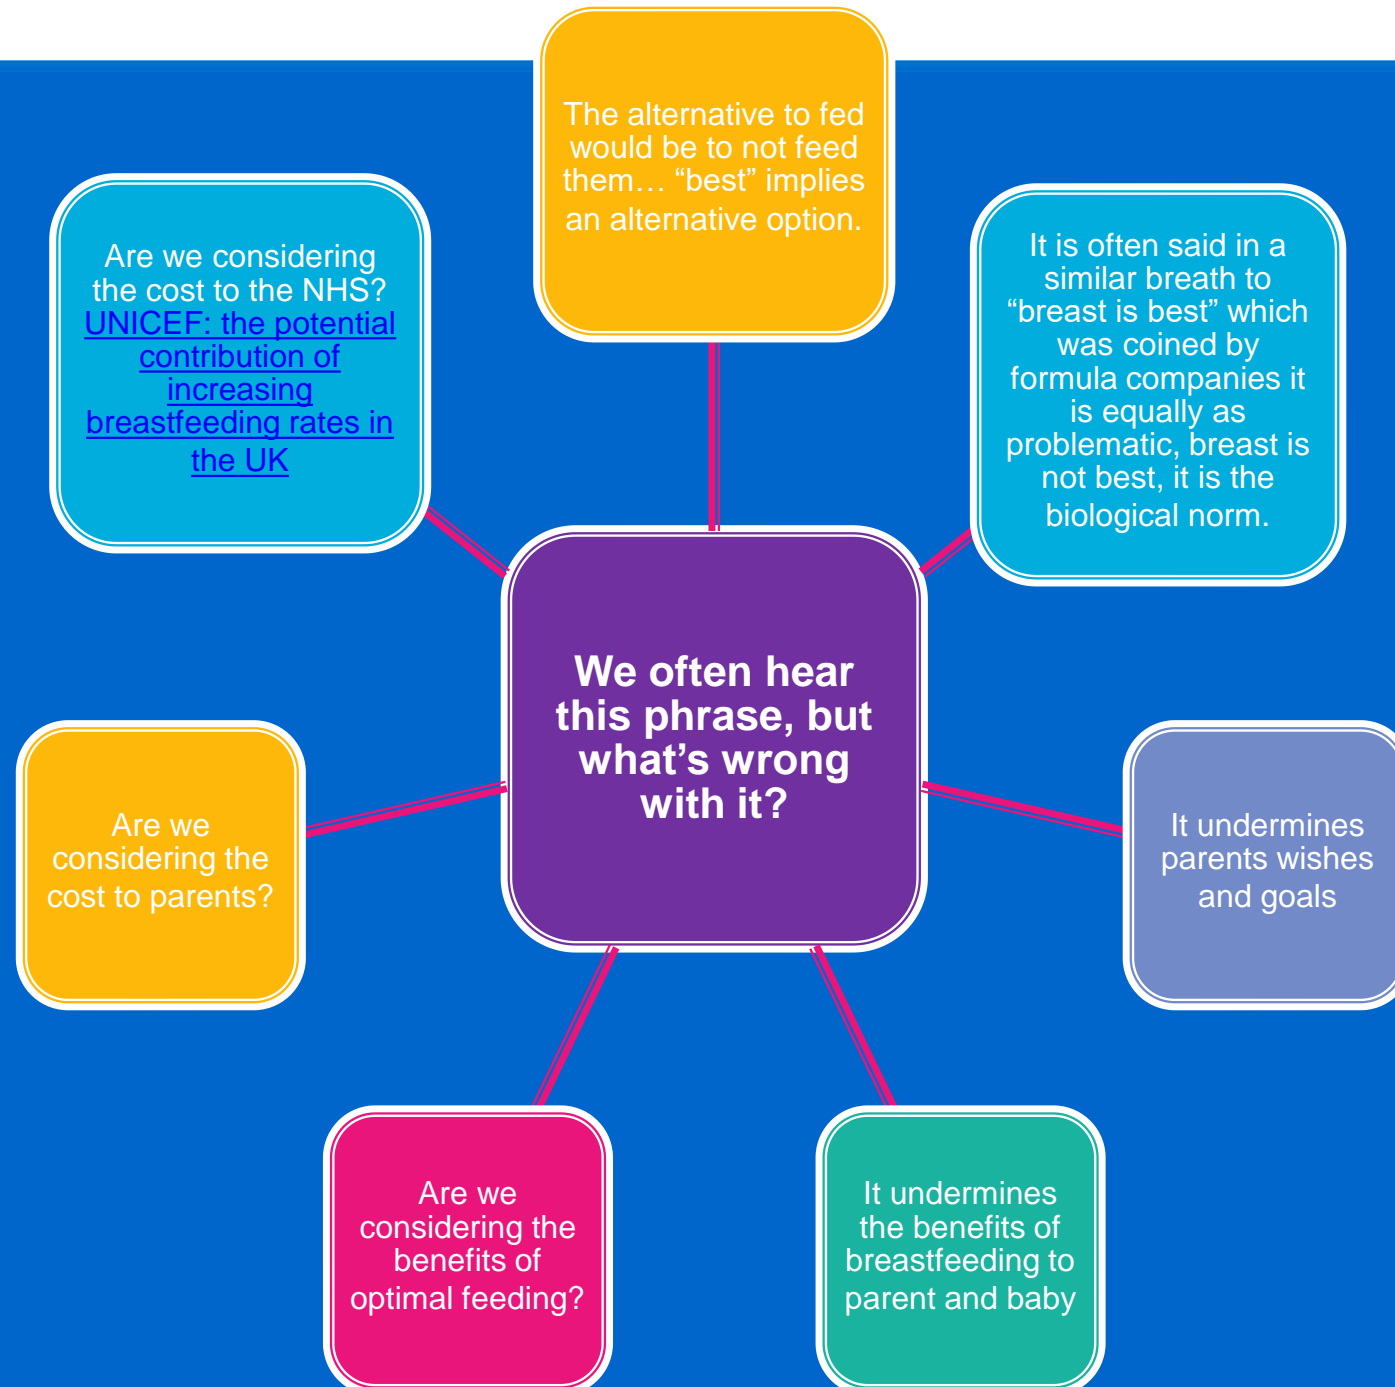 The alternative to fed
would be to not feed
them… “best” implies
an alternative option.
It is often said in a
similar breath to
“breast is best” which
was coined by
formula companies it
is equally as
problematic, breast is
not best, it is the
biological norm.
It undermines
parents wishes
and goals
It undermines
the benefits of
breastfeeding to
parent and baby
Are we
considering the
benefits of
optimal feeding?
Are we
considering the
cost to parents?
Are we considering
the cost to the NHS?
UNICEF: the potential
contribution of
increasing
breastfeeding rates in
the UK
We often hear
this phrase, but
what’s wrong
with it?